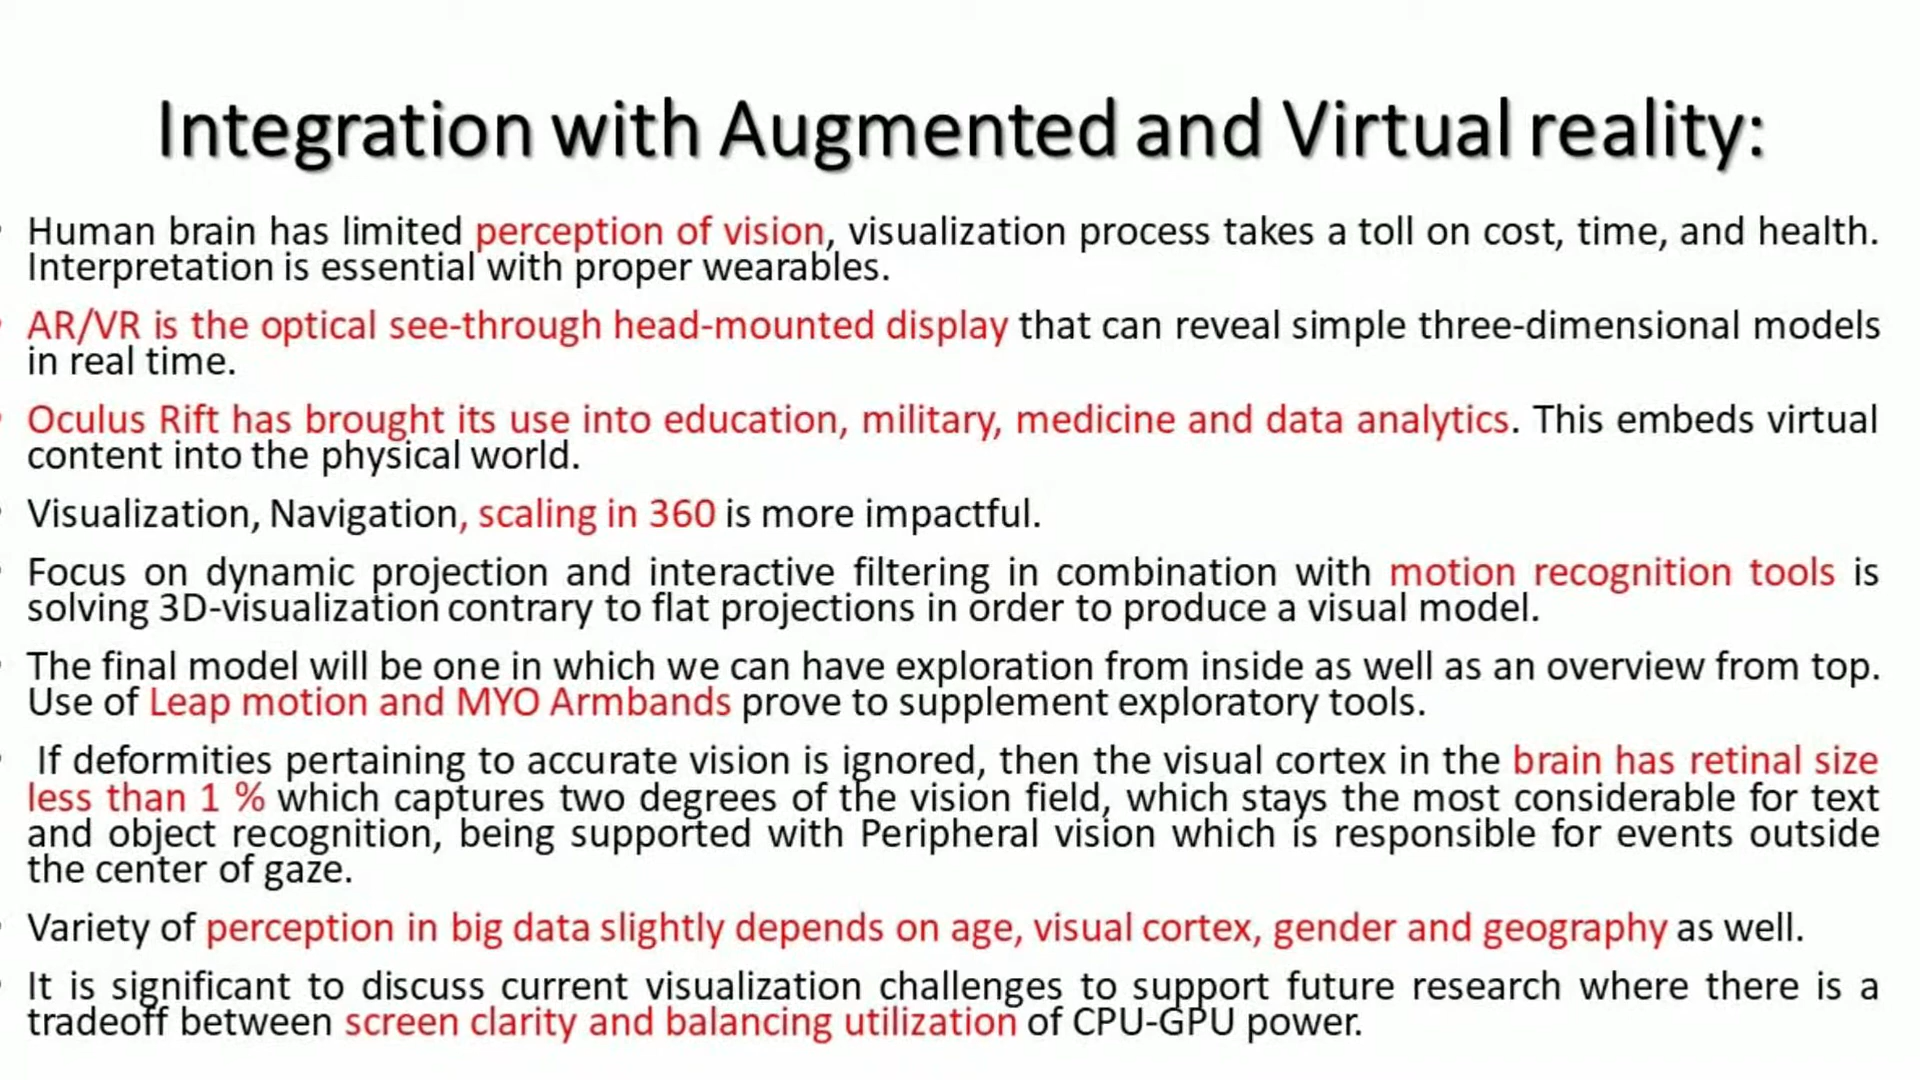 Integration with Augmented and Virtual reality:
Human brain has limited perception of vision, visualization process takes a toll on cost, time, and health.
Interpretation is essential with proper wearables.
AR/VR is the optical see-through head-mounted display that can reveal simple three-dimensional models
in real time.
Oculus Rift has brought its use into education, military, medicine and data analytics. This embeds virtual
content into the physical world.
Visualization, Navigation, scaling in 360 is more impactful.
Focus on dynamic projection and interactive filtering in combination with motion recognition tools is
solving 3D-visualization contrary to flat projections in order to produce a visual model.
The final model will be one in which we can have exploration from inside as well as an overview from top.
Use of Leap motion and MYO Armbands prove to supplement exploratory tools.
If deformities pertaining to accurate vision is ignored, then the visual cortex in the brain has retinal size
less than 1 % which captures two degrees of the vision field, which stays the most considerable for text
and object recognition, being supported with Peripheral vision which is responsible for events outside
the center of gaze.
Variety of perception in big data slightly depends on age, visual cortex, gender and geography as well.
It is significant to discuss current visualization challenges to support future research where there is a
tradeoff between screen clarity and balancing utilization of CPU-GPU power.